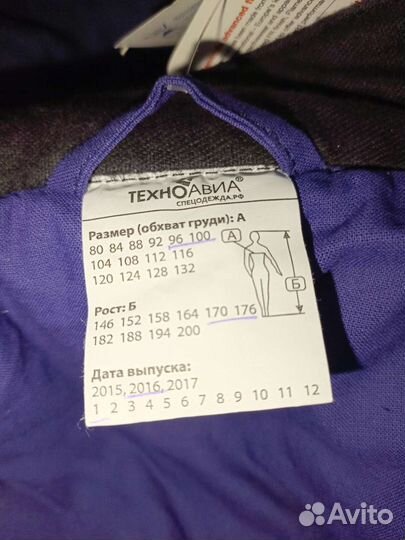 advanced
ТЕХНОАВИА®
СПЕЦОДЕЖДА.РФ
Размер (обхват груди): А
80 84 88 92 96 100
104 108 112 116
120 124 128 132
А
Б
Рост: Б
146 152 158 164 170 176
182 188 194 200
Дата выпуска:
2015, 2016, 2017
1 2 3 4 5 6 7 8 9 10 11 12
Avito